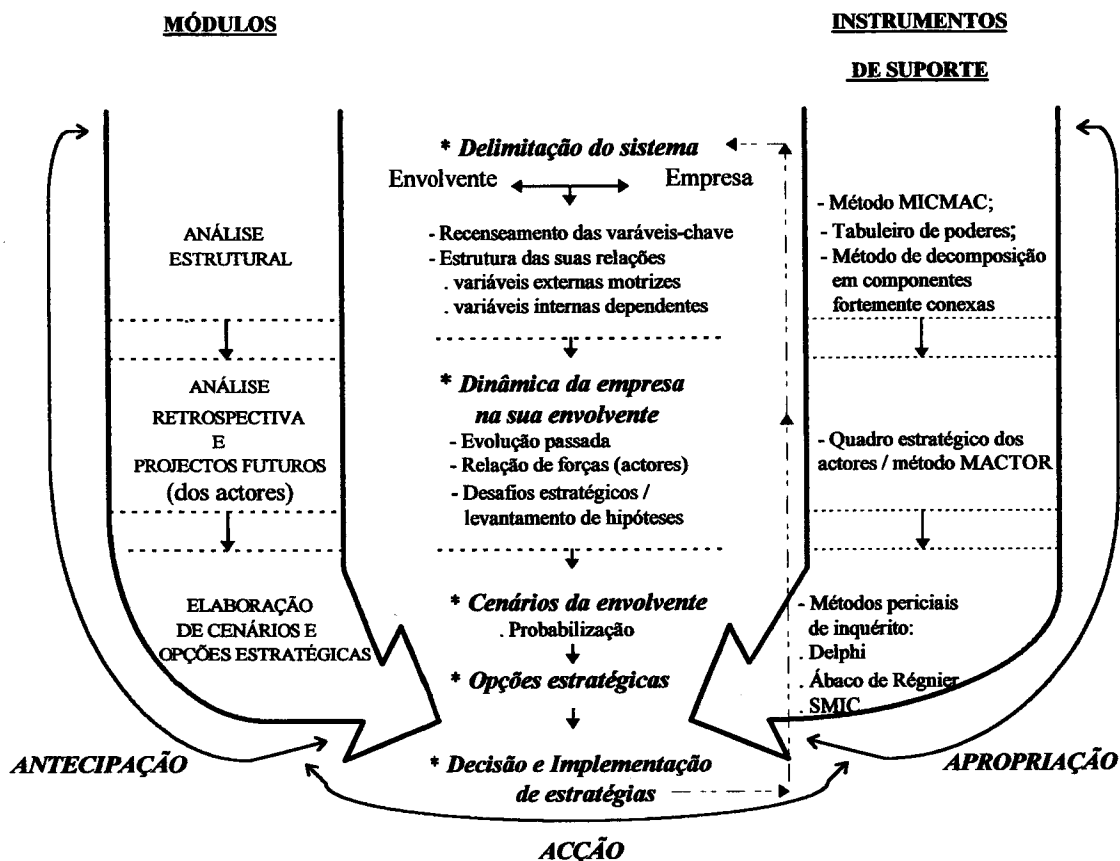 MÓDULOS
INSTRUMENTOS
DE SUPORTE
* Delimitação do sistema
Envolvente
Empresa
ANÁLISE
ESTRUTURAL
- Recenseamento das varáveis-chave
- Estrutura das suas relações
. variáveis externas motrizes
. variáveis internas dependentes
- Método MICMAC;
- Tabuleiro de poderes;
- Método de decomposição
em componentes
fortemente conexas
ANÁLISE
RETROSPECTIVA
E
PROJECTOS FUTUROS
(dos actores)
* Dinâmica da empresa
na sua envolvente
- Evolução passada
- Relação de forças (actores)
- Desafios estratégicos /
levantamento de hipóteses
- Quadro estratégico dos
actores / método MACTOR
ELABORAÇÃO
DE CENÁRIOS E
OPÇÕES ESTRATÉGICAS
* Cenários da envolvente
. Probabilização
* Opções estratégicas
- Métodos periciais
de inquérito:
. Delphi
. Ábaco de Régnier
. SMIC
ANTECIPAÇÃO
* Decisão e Implementação
de estratégias
APROPRIAÇÃO
ACÇÃO